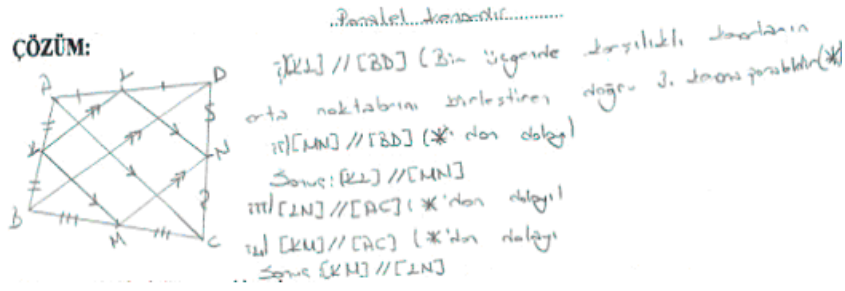 Paralel kenardır
ÇÖZÜM:
i) [KL] // [BD] (Bir üçgende karşılıklı kenarların
orta noktalarını birleştiren doğru 3. kenara paraleldir (*)
ii) [MN] // [BD] (*'dan dolayı)
Sonuç: [KL] // [MN]
iii) [LN] // [AC] (*'dan dolayı)
iv) [KM] // [AC] (*'dan dolayı
Sonuç [KM] // [LN]
A L D
K N
B M C